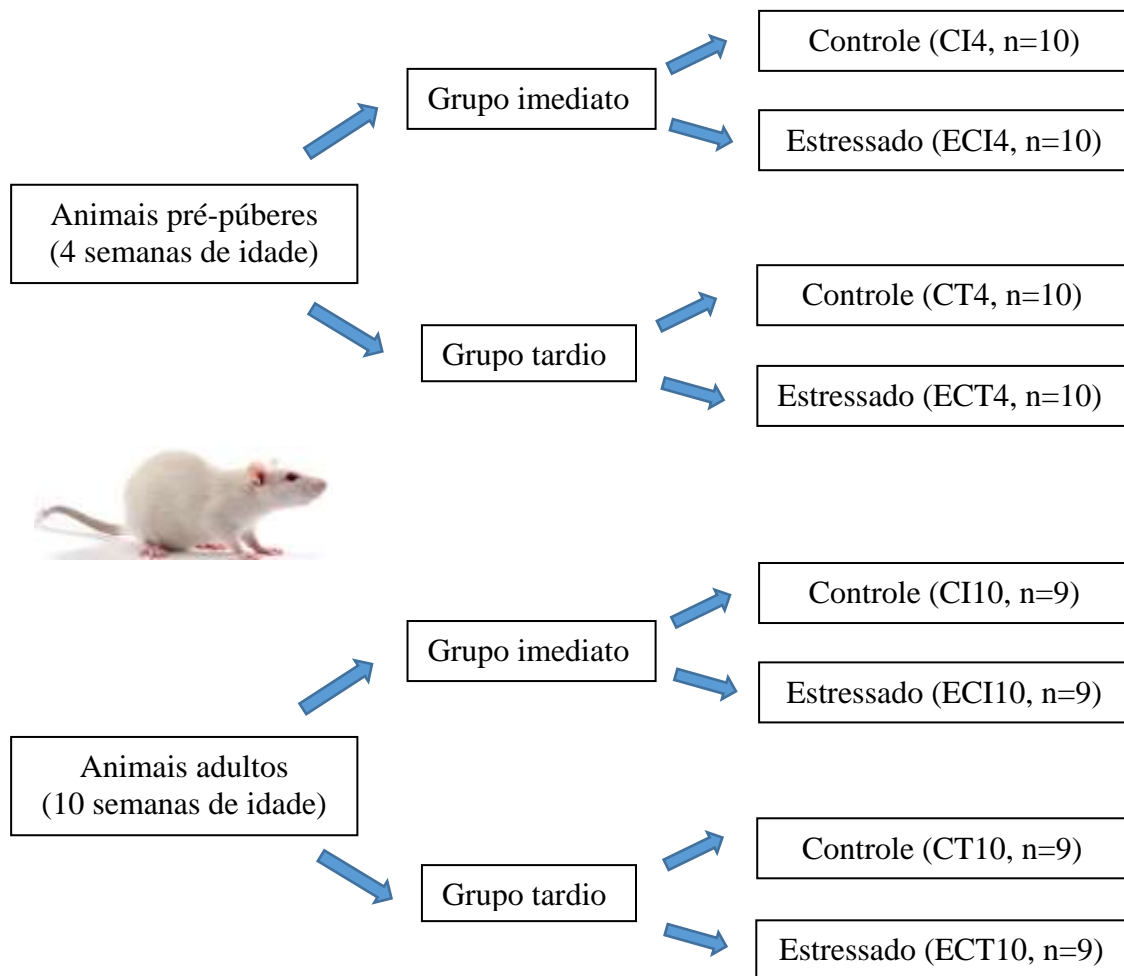 Controle (CI4, n=10)
Grupo imediato
Estressado (ECI4, n=10)
Animais pré-púberes
(4 semanas de idade)
Controle (CT4, n=10)
Grupo tardio
Estressado (ECT4, n=10)
Controle (CI10, n=9)
Grupo imediato
Estressado (ECI10, n=9)
Animais adultos
(10 semanas de idade)
Controle (CT10, n=9)
Grupo tardio
Estressado (ECT10, n=9)